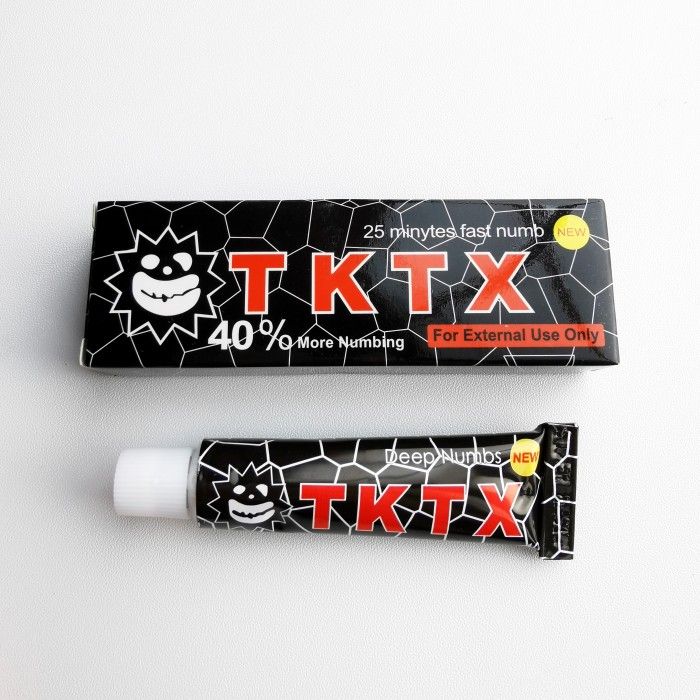 25 minytes fast numb NEW
TKTX
40% More Numbing
For External Use Only
Deep Numbs NEW
TKTX